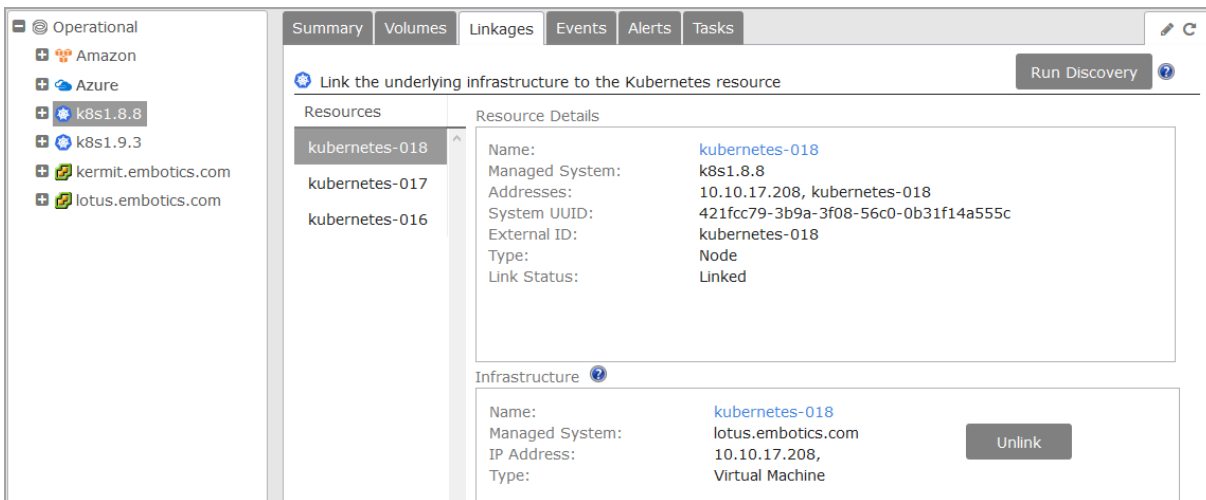 Operational
Amazon
Azure
k8s1.8.8
k8s1.9.3
kermit.embotics.com
lotus.embotics.com
Summary Volumes Linkages Events Alerts Tasks
Link the underlying infrastructure to the Kubernetes resource
Run Discovery
Resources
kubernetes-018
kubernetes-017
kubernetes-016
Resource Details
Name: kubernetes-018
Managed System: k8s1.8.8
Addresses: 10.10.17.208, kubernetes-018
System UUID: 421fcc79-3b9a-3f08-56c0-0b31f14a555c
External ID: kubernetes-018
Type: Node
Link Status: Linked
Infrastructure
Name: kubernetes-018
Managed System: lotus.embotics.com
IP Address: 10.10.17.208,
Type: Virtual Machine
Unlink